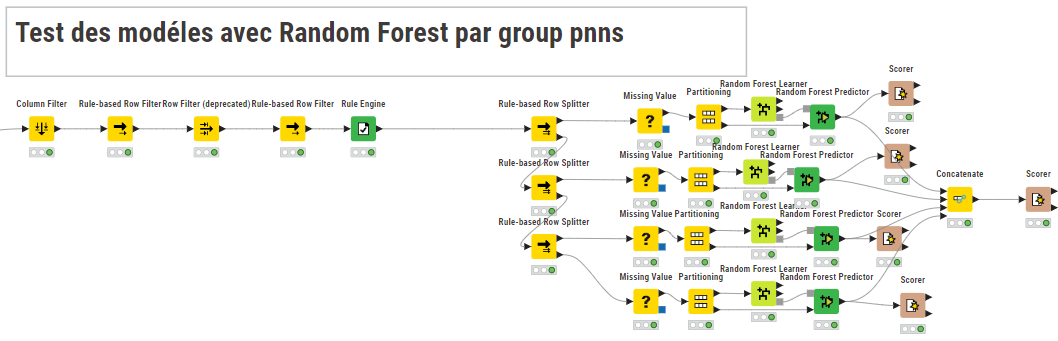 Test des modéles avec Random Forest par group pnns
Scorer
Random Forest Learner
Missing Value Partitioning Random Forest Predictor
Column Filter Rule-based Row Filter Row Filter (deprecated) Rule-based Row Filter Rule Engine Rule-based Row Splitter
Scorer
Random Forest Learner
Rule-based Row Splitter Missing Value Partitioning Random Forest Predictor
Concatenate Scorer
Random Forest Learner
Rule-based Row Splitter Missing Value Partitioning Random Forest Predictor Scorer
Random Forest Learner
Missing Value Partitioning Random Forest Predictor Scorer